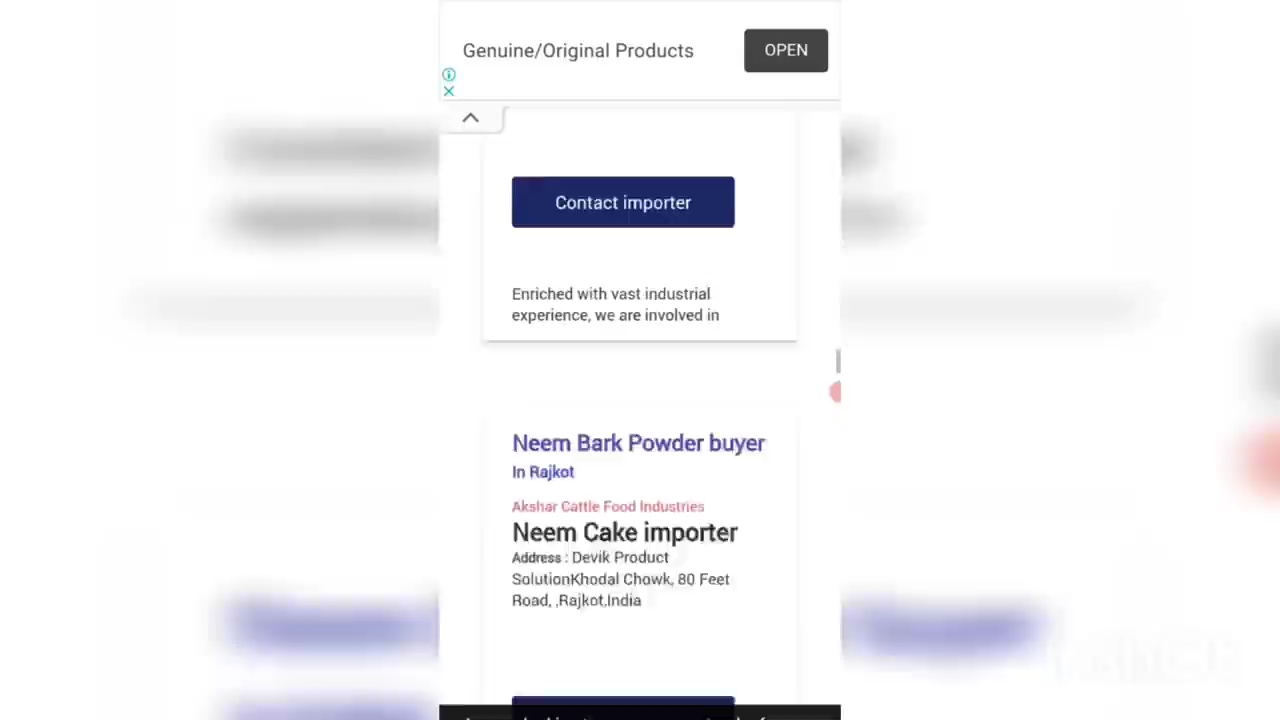 Genuine/Original Products
OPEN
Contact importer
Enriched with vast industrial
experience, we are involved in
Neem Bark Powder buyer
In Rajkot
Akshar Cattle Food Industries
Neem Cake importer
Address : Devik Product
SolutionKhodal Chowk, 80 Feet
Road, ,Rajkot,India